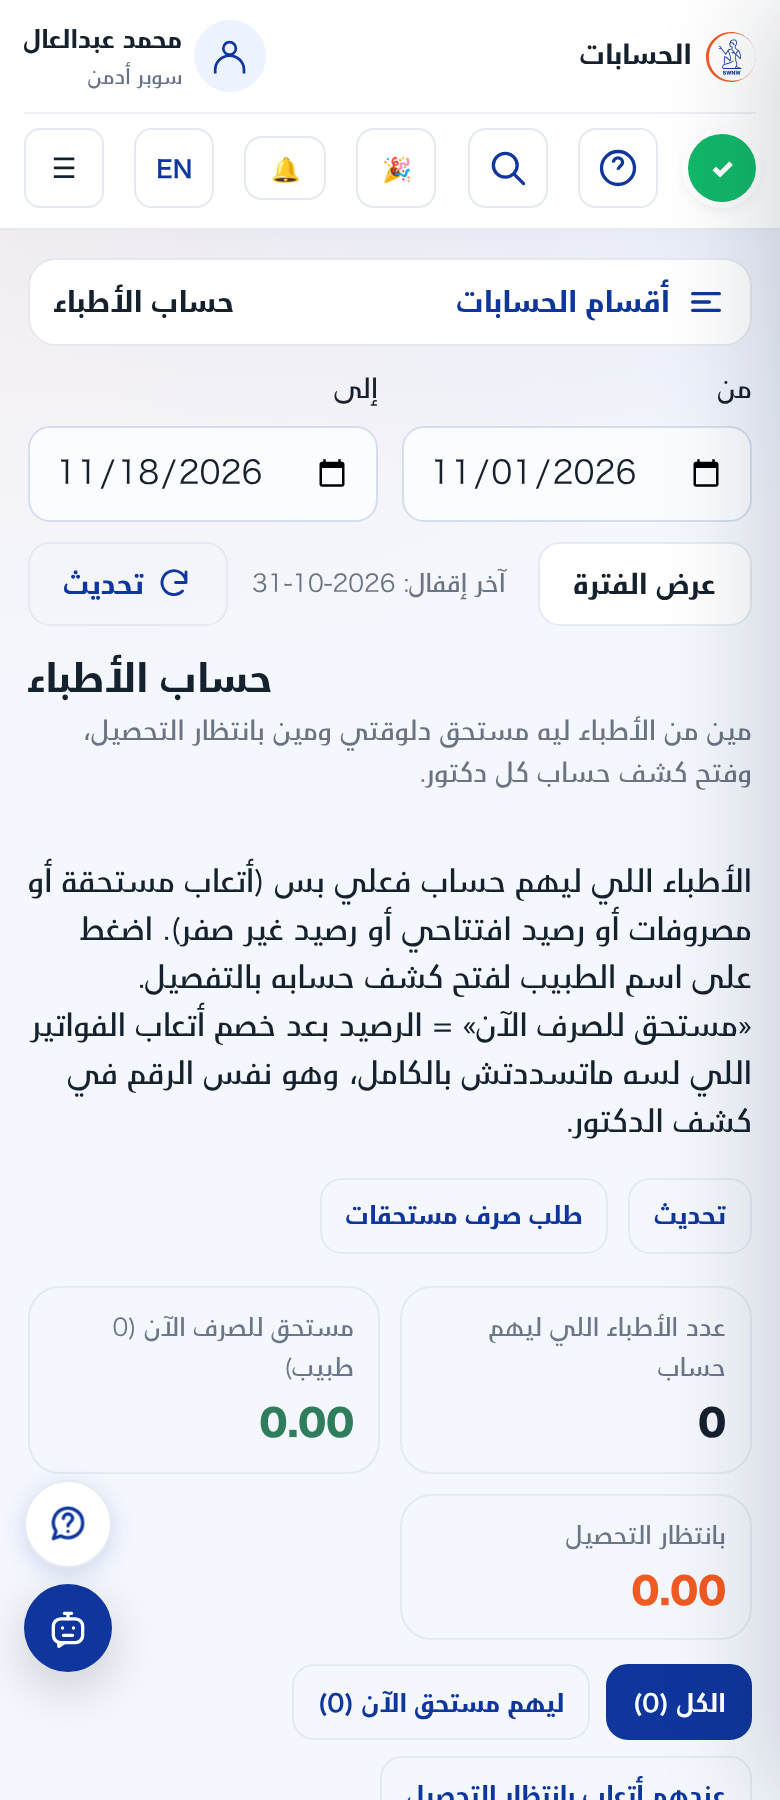 الحسابات
SWNW
محمد عبدالعال
سوبر أدمن
EN
أقسام الحسابات
حساب الأطباء
من
إلى
11/01/2026
11/18/2026
عرض الفترة
آخر إقفال: 2026-10-31
تحديث
حساب الأطباء
مين من الأطباء ليه مستحق دلوقتي ومين بانتظار التحصيل،
وفتح كشف حساب كل دكتور.
الأطباء اللي ليهم حساب فعلي بس (أتعاب مستحقة أو
مصروفات أو رصيد افتتاحي أو رصيد غير صفر). اضغط
على اسم الطبيب لفتح كشف حسابه بالتفصيل.
«مستحق للصرف الآن» = الرصيد بعد خصم أتعاب الفواتير
اللي لسه ماتسددتش بالكامل، وهو نفس الرقم في
كشف الدكتور.
تحديث
طلب صرف مستحقات
عدد الأطباء اللي ليهم
حساب
0
مستحق للصرف الآن (0
طبيب)
0.00
بانتظار التحصيل
0.00
الكل (0)
ليهم مستحق الآن (0)
عندهم أتعاب بانتظار التحصيل